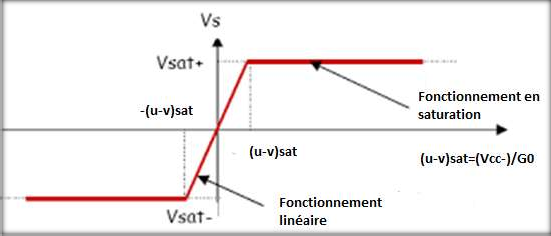 Vs
Vsat+
Fonctionnement en
saturation
-(u-v)sat
(u-v)sat
(u-v)sat=(Vcc-)/G0
Fonctionnement
linéaire
Vsat-